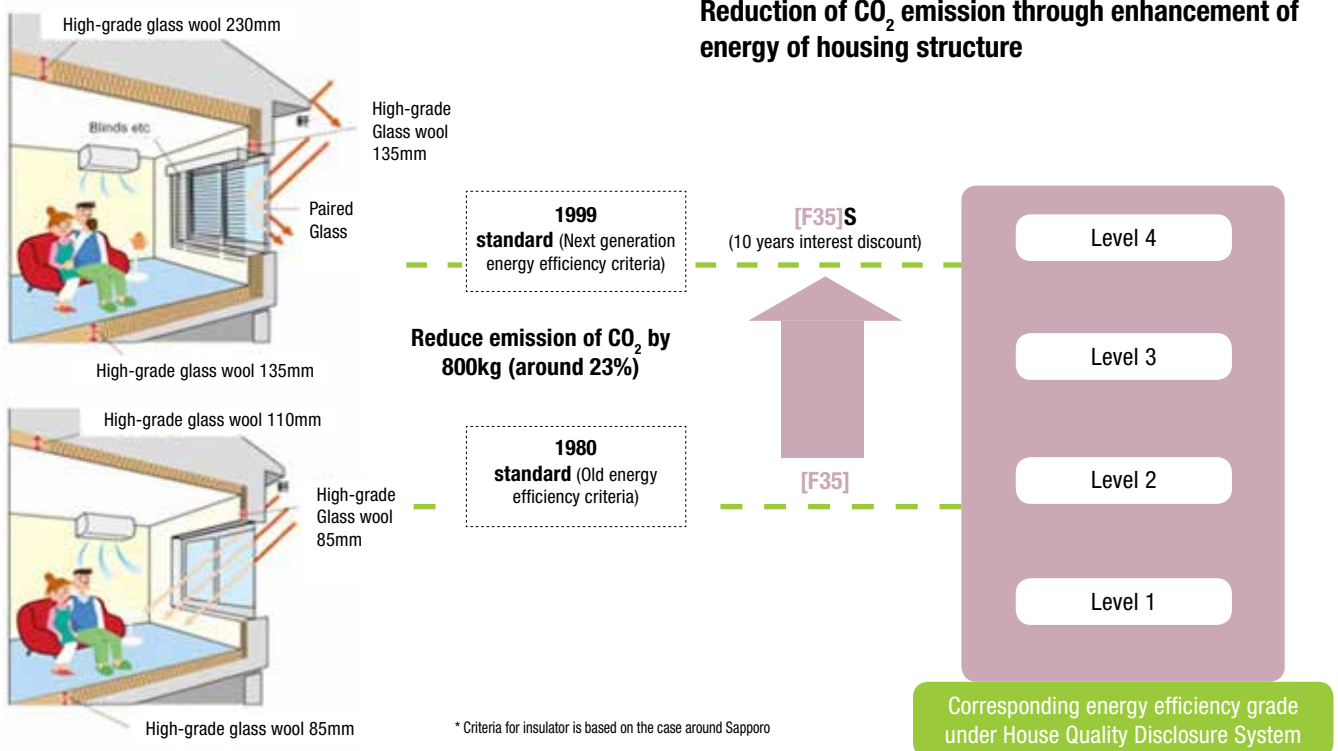 Reduction of CO₂ emission through enhancement of
energy of housing structure
High-grade glass wool 230mm
High-grade
Glass wool
135mm
Blinds etc
軒
Paired
Glass
High-grade glass wool 135mm
1999
standard (Next generation
energy efficiency criteria)
[F35]S
(10 years interest discount)
Level 4
Reduce emission of CO₂ by
800kg (around 23%)
Level 3
High-grade glass wool 110mm
軒
High-grade
Glass wool
85mm
1980
standard (Old energy
efficiency criteria)
[F35]
Level 2
Level 1
High-grade glass wool 85mm
* Criteria for insulator is based on the case around Sapporo
Corresponding energy efficiency grade
under House Quality Disclosure System